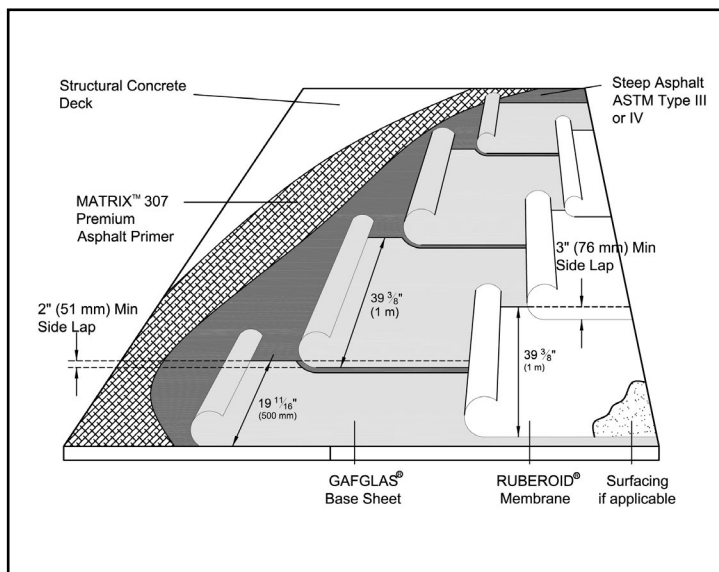 Structural Concrete
Deck
Steep Asphalt
ASTM Type III
or IV
MATRIX™ 307
Premium
Asphalt Primer
3" (76 mm) Min
Side Lap
2" (51 mm) Min
Side Lap
39 3/8"
(1 m)
39 3/8"
(1 m)
19 11/16"
(500 mm)
GAFGLAS®
Base Sheet
RUBEROID®
Membrane
Surfacing
if applicable